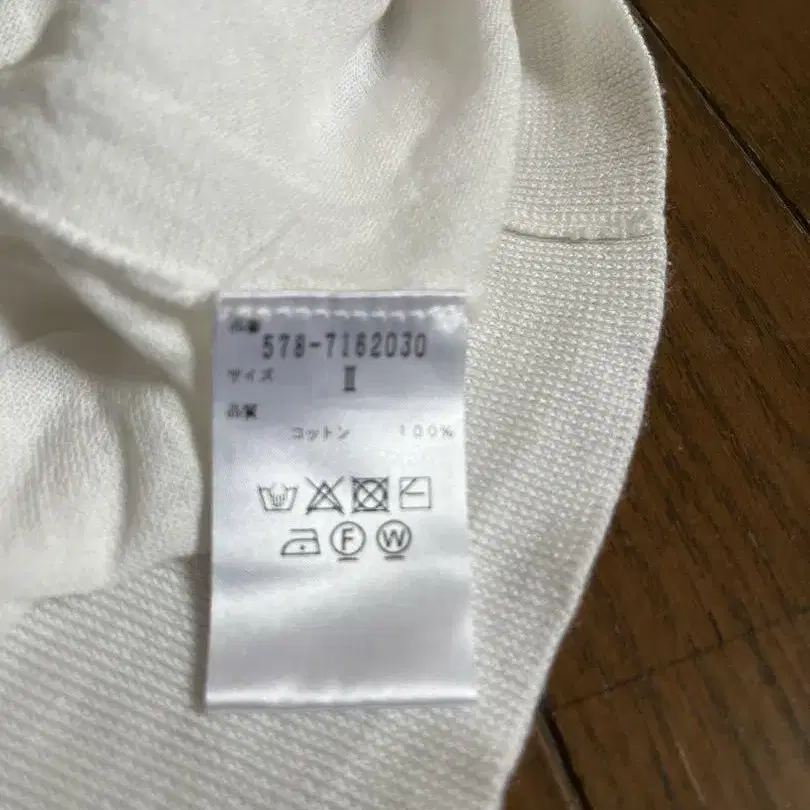 品番
578-7162030
サイズ II
品質
コットン 100%
F W